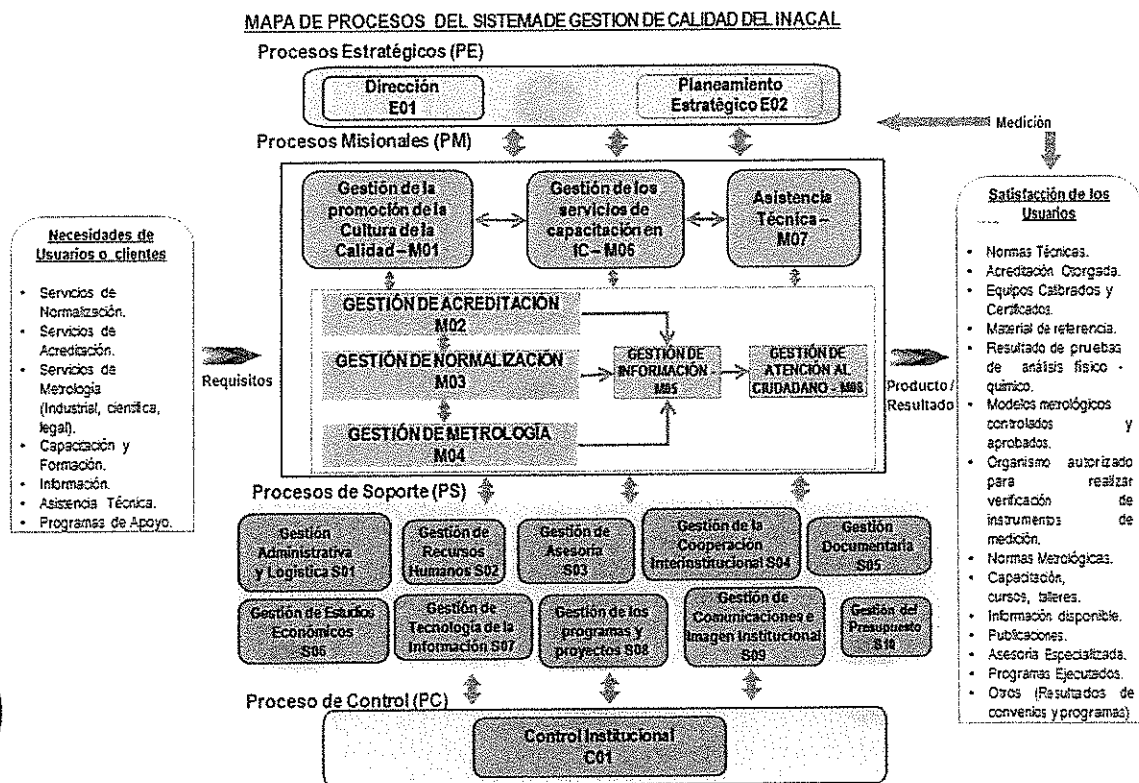 MAPA DE PROCESOS DEL SISTEMA DE GESTION DE CALIDAD DEL INACAL
Procesos Estratégicos (PE)
Dirección
E01
Planeamiento
Estratégico E02
Medición
Procesos Misionales (PM)
Gestión de la
promoción de la
Cultura de la
Calidad – M01
Gestión de los
servicios de
capacitación en
IC – M06
Asistencia
Técnica –
M07
Necesidades de
Usuarios o clientes
• Servicios de
Normalización.
• Servicios de
Acreditación.
• Servicios de
Metrología
(Industrial, científica,
legal).
• Capacitación y
Formación.
• Información.
• Asistencia Técnica.
• Programas de Apoyo.
Requisitos
GESTIÓN DE ACREDITACIÓN
M02
GESTIÓN DE NORMALIZACIÓN
M03
GESTIÓN DE METROLOGÍA
M04
GESTIÓN DE
INFORMACIÓN -
M05
GESTIÓN DE
ATENCIÓN AL
CIUDADANO - M08
Producto /
Resultado
Satisfacción de los
Usuarios
• Normas Técnicas.
• Acreditación Otorgada.
• Equipos Calibrados y
Certificados.
• Material de referencia.
• Resultado de pruebas
de análisis físico -
químico.
• Modelos metrológicos
controlados y
aprobados.
• Organismo autorizado
para realizar
verificación de
instrumentos de
medición.
• Normas Metrológicas.
• Capacitación,
cursos, talleres.
• Información disponible.
• Publicaciones.
• Asesoría Especializada.
• Programas Ejecutados.
• Otros (Resultados de
convenios y programas)
Procesos de Soporte (PS)
Gestión
Administrativa
y Logística S01
Gestión de
Recursos
Humanos S02
Gestión de
Asesoría
S03
Gestión de la
Cooperación
Interinstitucional S04
Gestión
Documentaria
S05
Gestión de Estudios
Económicos
S06
Gestión de
Tecnología de la
Información S07
Gestión de los
programas y
proyectos S08
Gestión de
Comunicaciones e
Imagen Institucional
S09
Gestión del
Presupuesto
S10
Proceso de Control (PC)
Control Institucional
C01